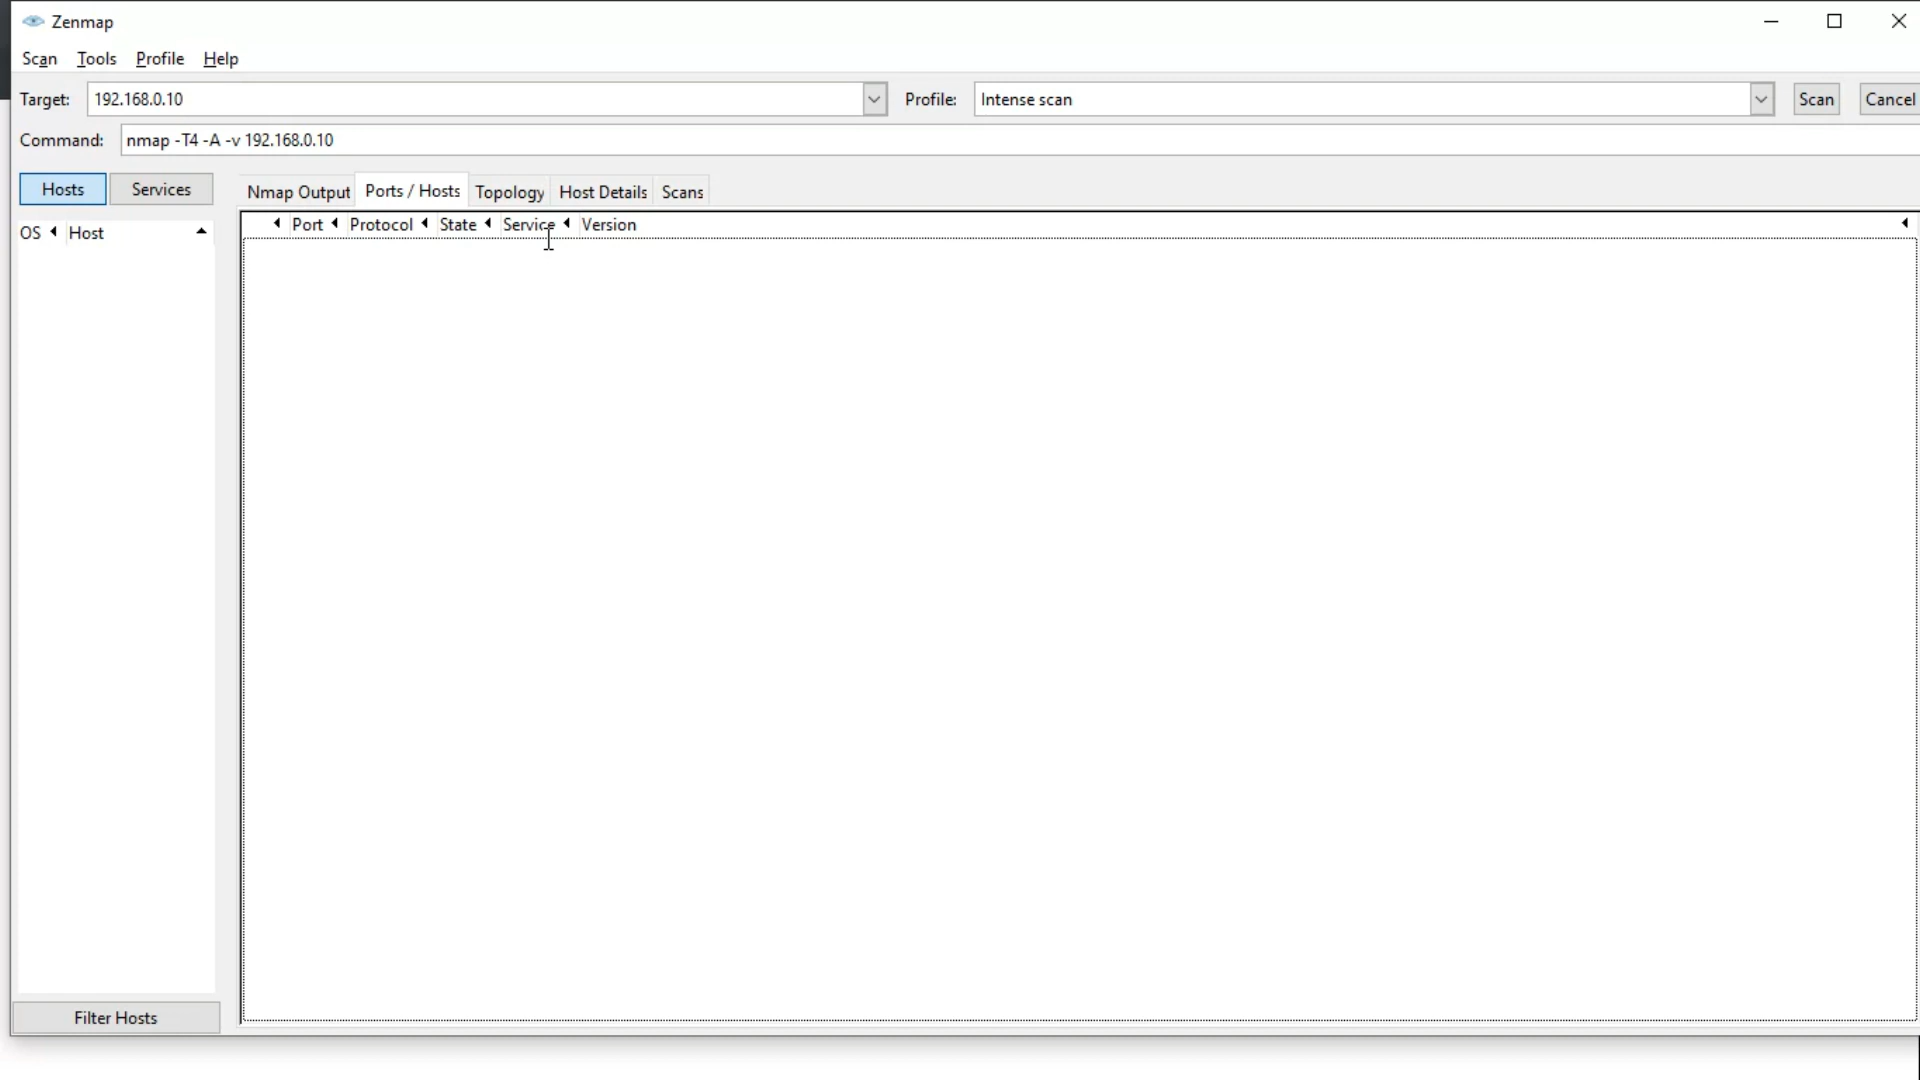 Zenmap
Scan Tools Profile Help
Target: 192.168.0.10 Profile: Intense scan Scan Cancel
Command: nmap -T4 -A -v 192.168.0.10
Hosts Services Nmap Output Ports / Hosts Topology Host Details Scans
OS Host Port Protocol State Service Version
Filter Hosts